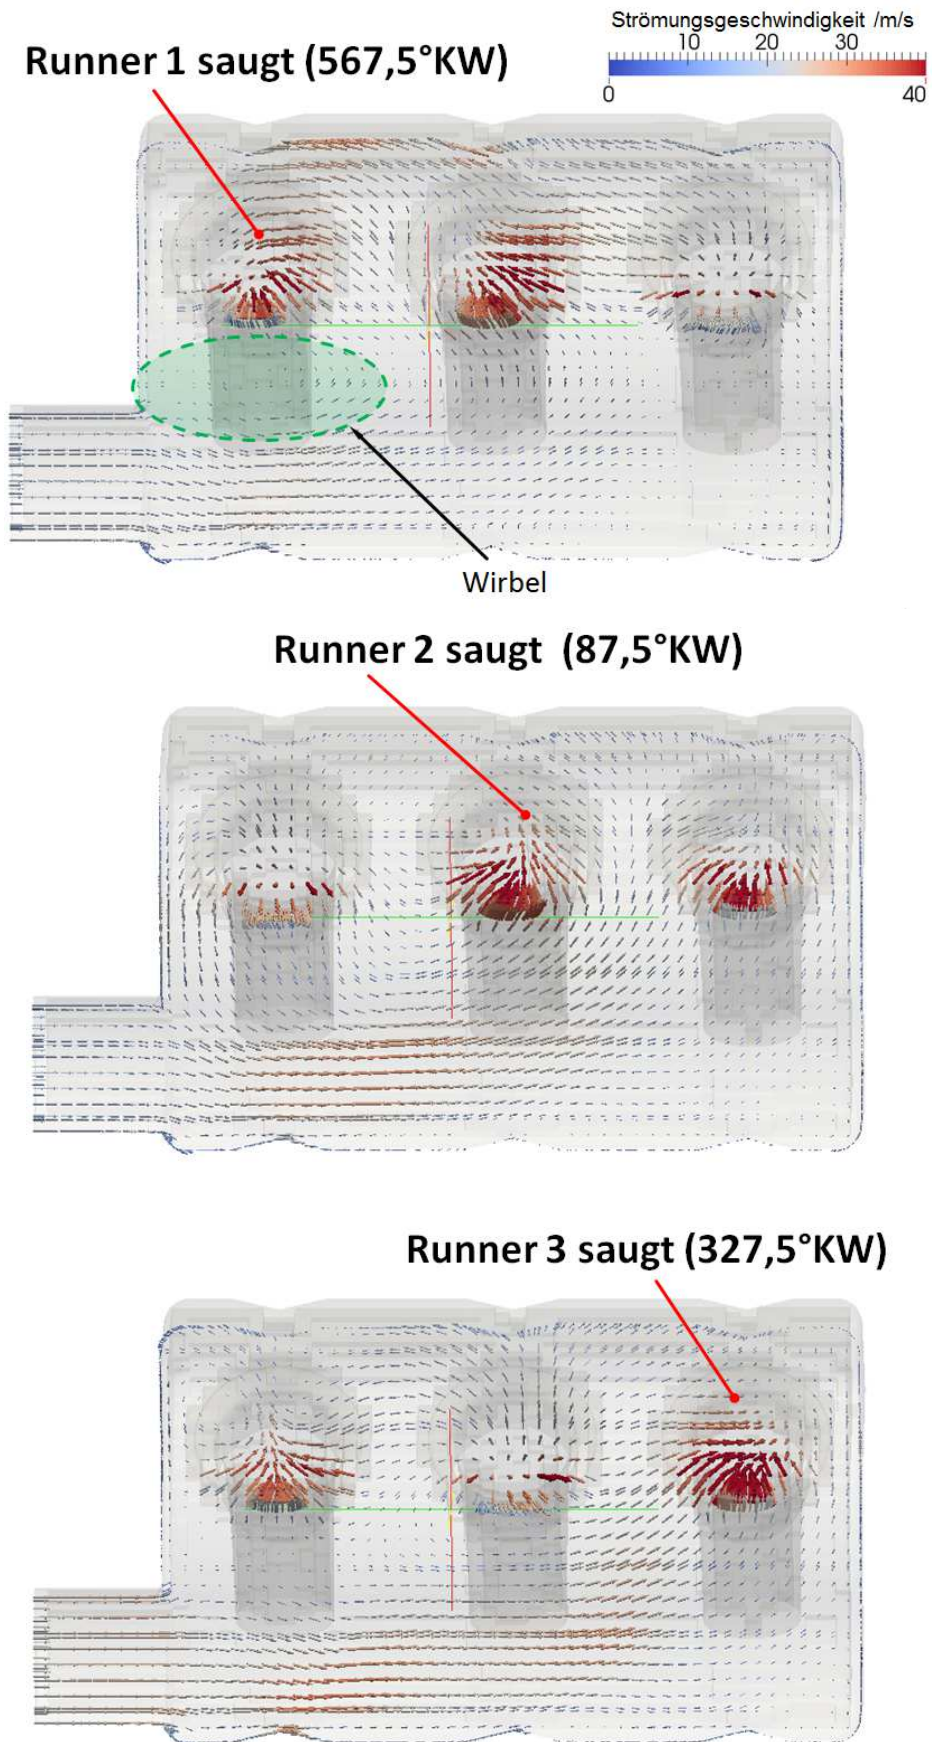 Strömungsgeschwindigkeit /m/s
10 20 30
0 40
Runner 1 saugt (567,5°KW)
Wirbel
Runner 2 saugt (87,5°KW)
Runner 3 saugt (327,5°KW)